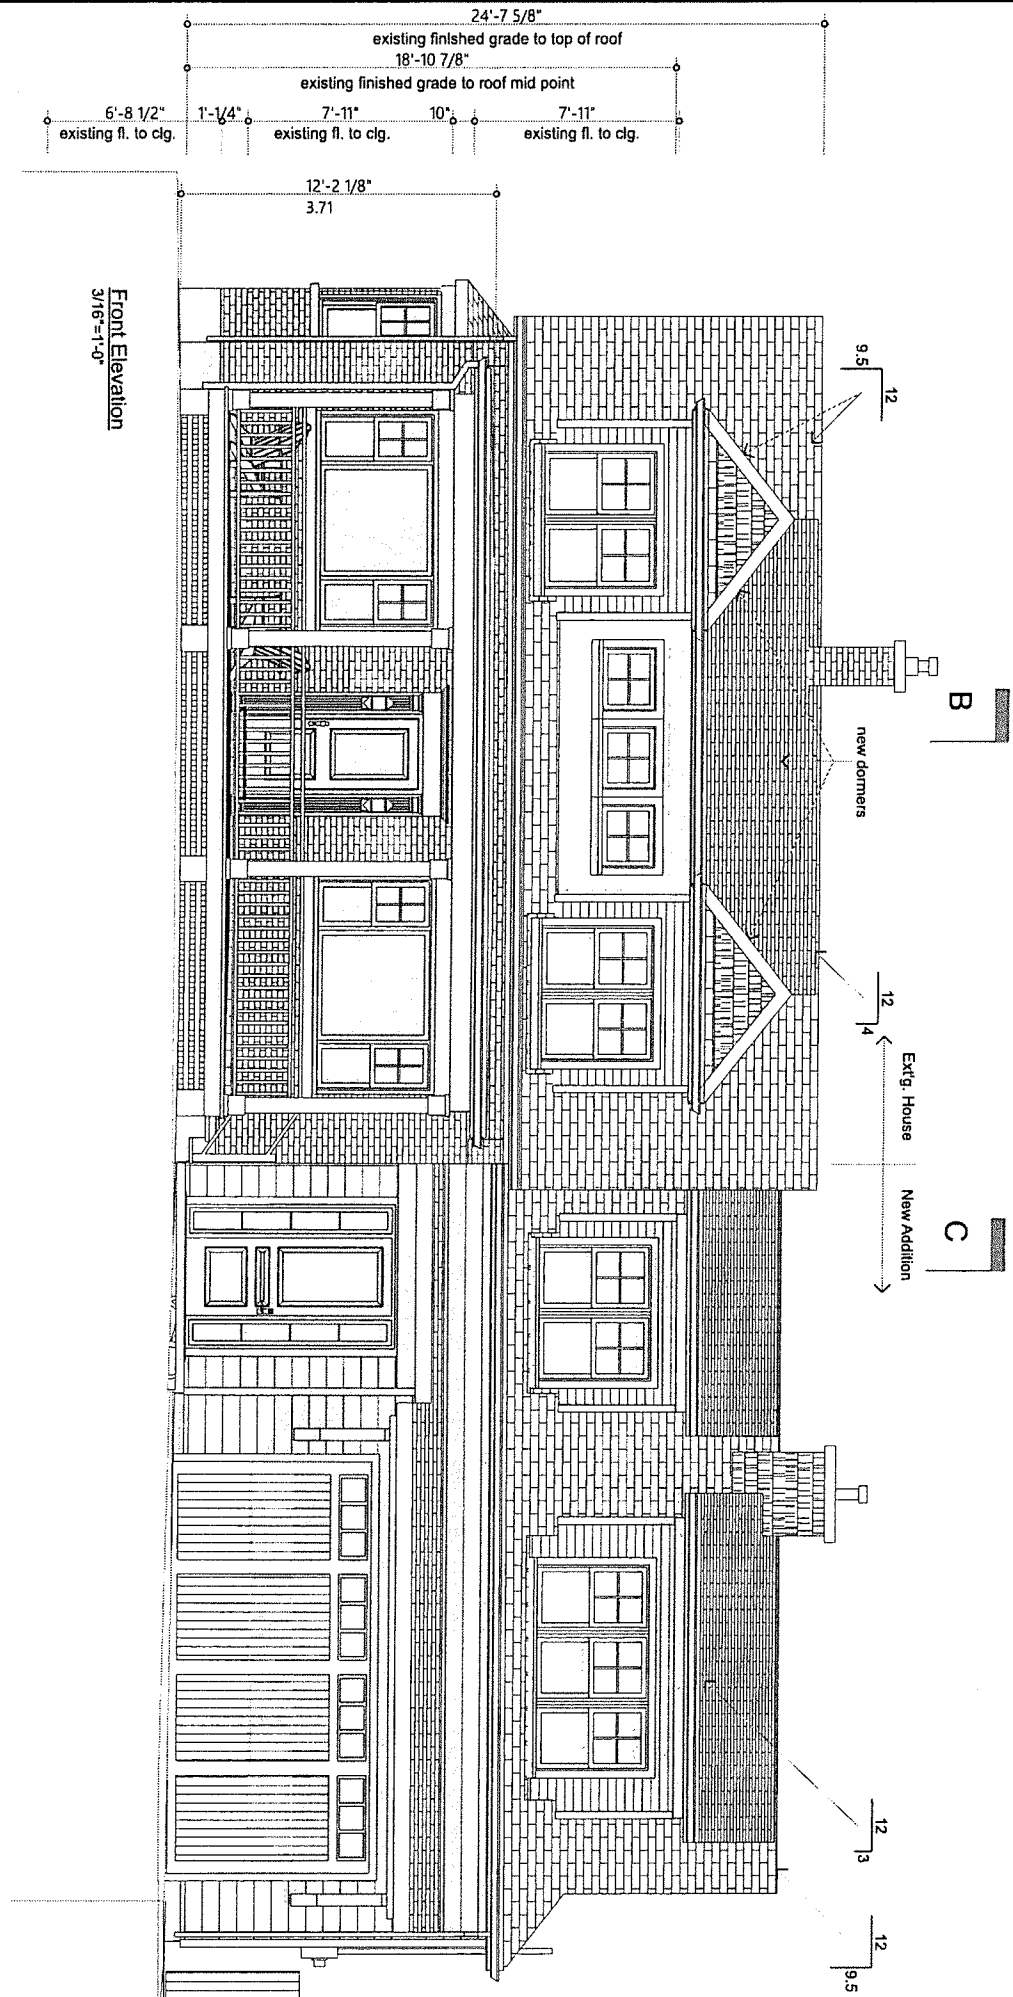 24'-7 5/8"
existing finished grade to top of roof
18'-10 7/8"
existing finished grade to roof mid point
6'-8 1/2"
existing fl. to clg.
1'-1/4"
7'-11"
existing fl. to clg.
10"
7'-11"
existing fl. to clg.
12'-2 1/8"
3.71
Front Elevation
3/16"=1'-0"
9.5
12
B
new dormers
12
4
Ext'g. House
New Addition
C
12
3
12
9.5